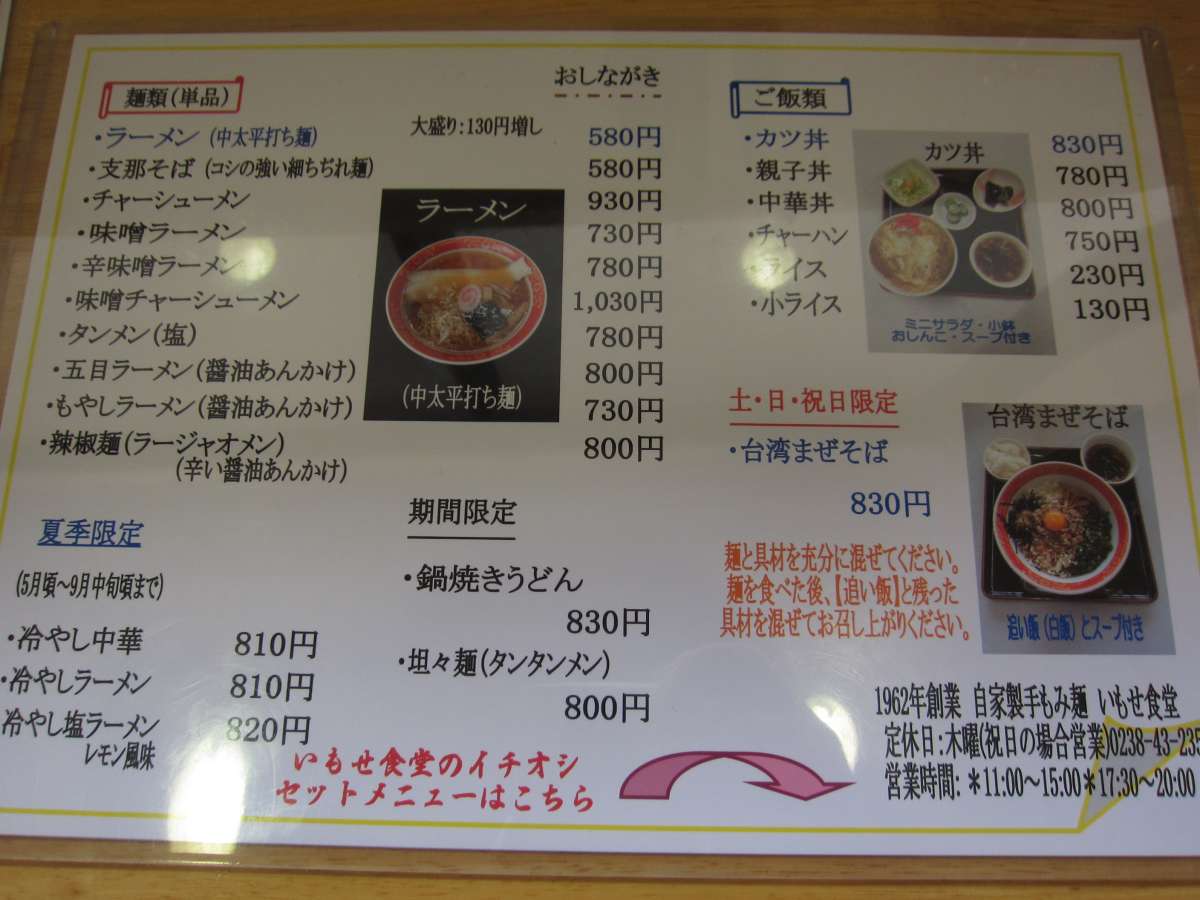 おしながき
麺類(単品)
大盛り:130円増し
・ラーメン (中太平打ち麺) 580円
・支那そば (コシの強い細ちぢれ麺) 580円
・チャーシューメン 930円
・味噌ラーメン 730円
・辛味噌ラーメン 780円
・味噌チャーシューメン 1,030円
・タンメン(塩) 780円
・五目ラーメン(醤油あんかけ) 800円
・もやしラーメン(醤油あんかけ) 730円
・辣椒麺(ラージャオメン) 800円
(辛い醤油あんかけ)
ラーメン
(中太平打ち麺)
夏季限定
(5月頃～9月中旬頃まで)
・冷やし中華 810円
・冷やしラーメン 810円
冷やし塩ラーメン 820円
レモン風味
期間限定
・鍋焼きうどん
830円
・坦々麺(タンタンメン)
800円
ご飯類
・カツ丼 830円
・親子丼 780円
・中華丼 800円
・チャーハン 750円
・ライス 230円
・小ライス 130円
カツ丼
ミニサラダ・小鉢
おしんこ・スープ付き
土・日・祝日限定
・台湾まぜそば
830円
麺と具材を充分に混ぜてください。
麺を食べた後、【追い飯】と残った
具材を混ぜてお召し上がりください。
台湾まぜそば
追い飯(白飯)とスープ付き
いもせ食堂のイチオシ
セットメニューはこちら
1962年創業 自家製手もみ麺 いもせ食堂
定休日:木曜(祝日の場合営業)0238-43-235
営業時間: *11:00～15:00*17:30～20:00